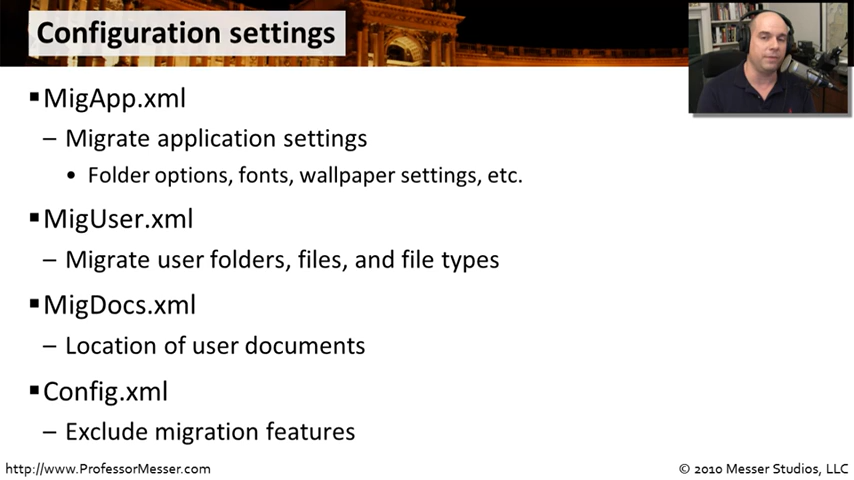 Configuration settings
▪MigApp.xml
– Migrate application settings
• Folder options, fonts, wallpaper settings, etc.
▪MigUser.xml
– Migrate user folders, files, and file types
▪MigDocs.xml
– Location of user documents
▪Config.xml
– Exclude migration features
http://www.ProfessorMesser.com
© 2010 Messer Studios, LLC